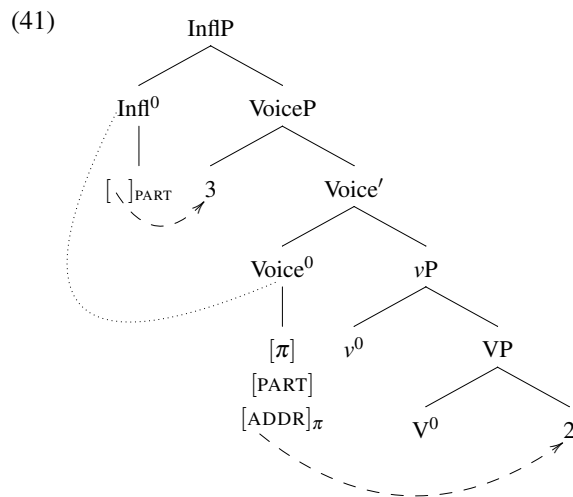 (41)
InflP
Infl⁰ VoiceP
[ ]PART 3 Voice′
Voice⁰ vP
[π] v⁰ VP
[PART]
[ADDR]π V⁰ 2